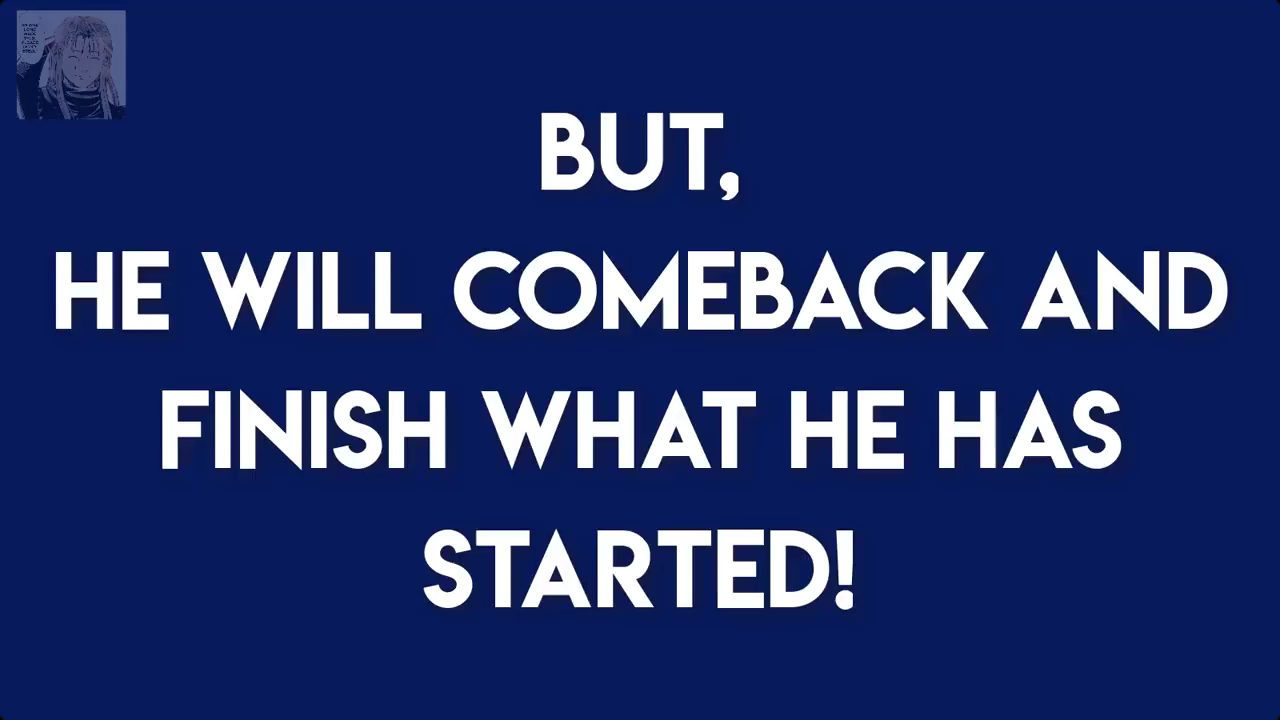 BUT,
HE WILL COMEBACK AND
FINISH WHAT HE HAS
STARTED!